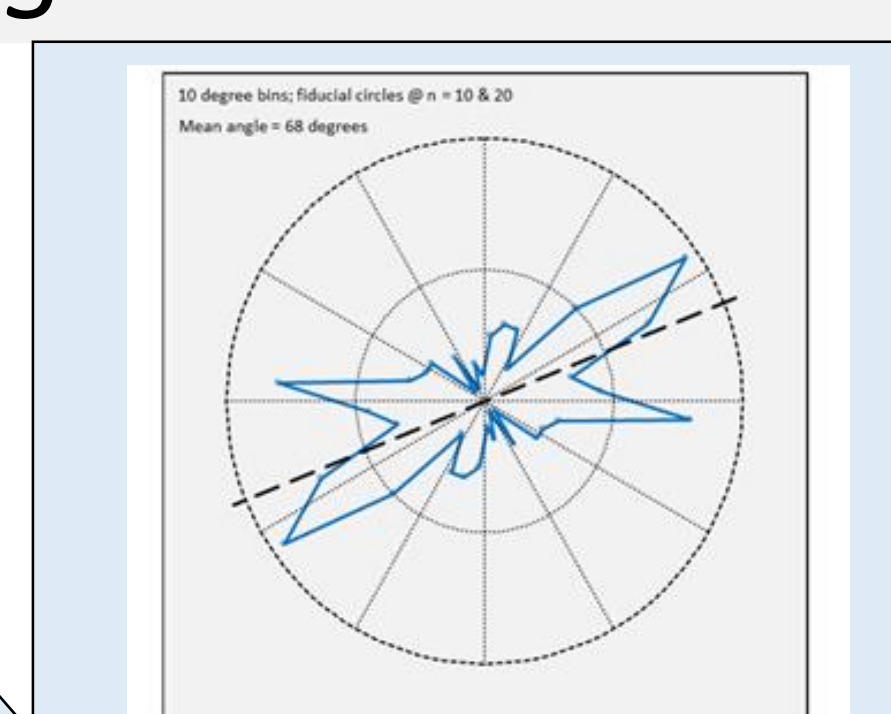 10 degree bins; fiducial circles @ n = 10 & 20
Mean angle = 68 degrees